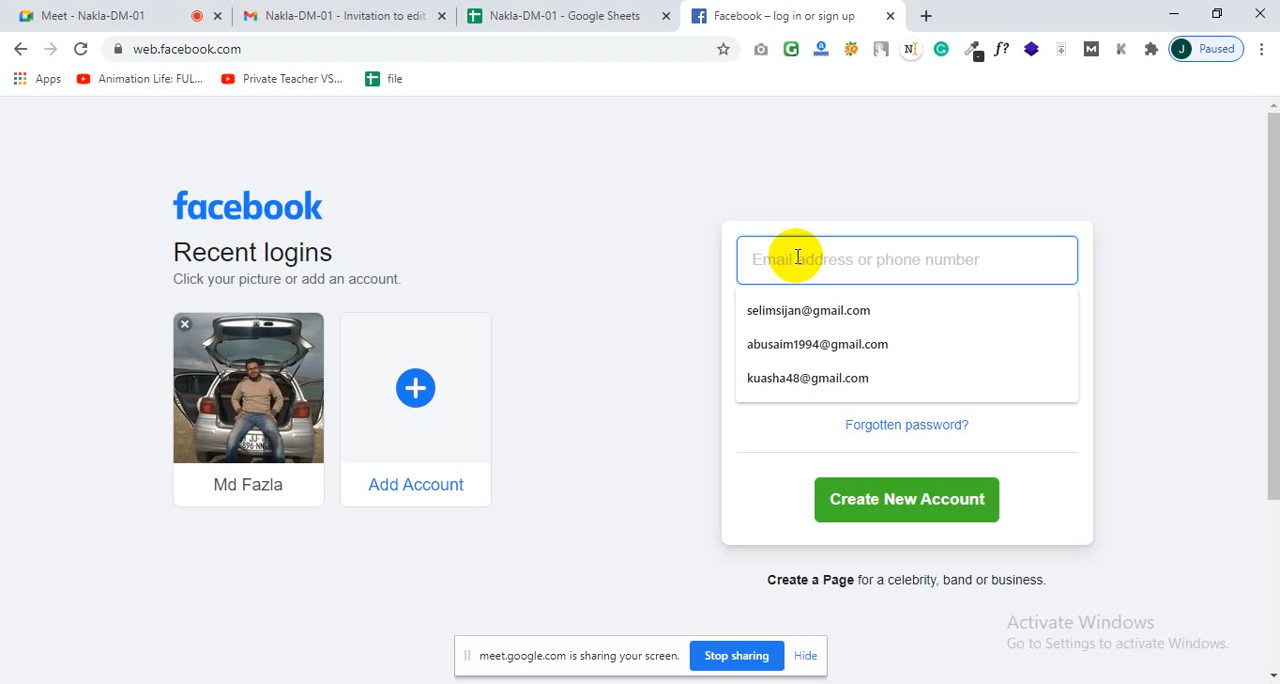 Meet - Nakla-DM-01
Nakla-DM-01 - Invitation to edit
Nakla-DM-01 - Google Sheets
Facebook – log in or sign up
web.facebook.com
Paused
Apps
Animation Life: FUL...
Private Teacher VS...
file
facebook
Recent logins
Click your picture or add an account.
Md Fazla
Add Account
Email address or phone number
selimsijan@gmail.com
abusaim1994@gmail.com
kuasha48@gmail.com
Forgotten password?
Create New Account
Create a Page for a celebrity, band or business.
Activate Windows
Go to Settings to activate Windows.
meet.google.com is sharing your screen.
Stop sharing
Hide